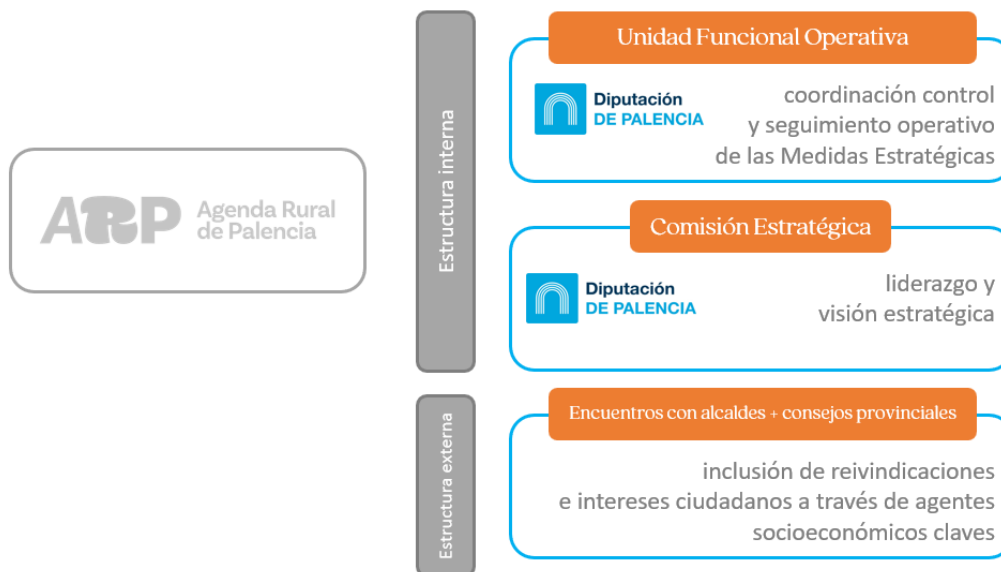 ARP
Agenda Rural
de Palencia
Estructura interna
Unidad Funcional Operativa
Diputación
DE PALENCIA
coordinación control
y seguimiento operativo
de las Medidas Estratégicas
Comisión Estratégica
Diputación
DE PALENCIA
liderazgo y
visión estratégica
Estructura externa
Encuentros con alcaldes + consejos provinciales
inclusión de reivindicaciones
e intereses ciudadanos a través de agentes
socioeconómicos claves